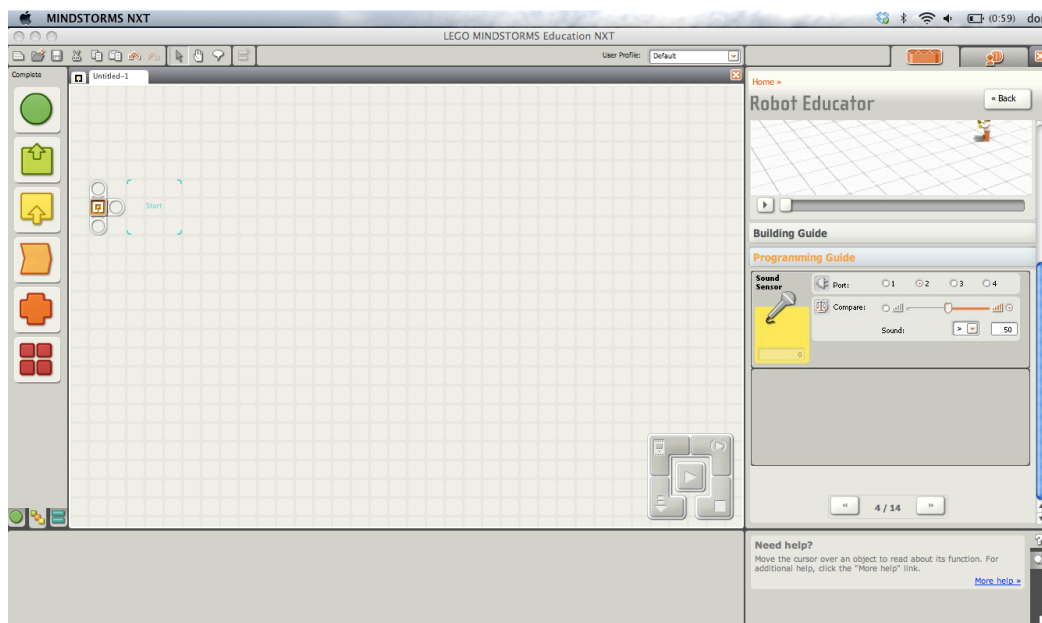 MINDSTORMS NXT
(0:59) dor
LEGO MINDSTORMS Education NXT
User Profile: Default
Complete
Untitled-1
Start
Home »
Robot Educator
« Back
Building Guide
Programming Guide
Sound Sensor
Port: 1 2 3 4
Compare:
Sound: > 50
0
« 4 / 14 »
Need help?
Move the cursor over an object to read about its function. For
additional help, click the "More help" link.
More help »